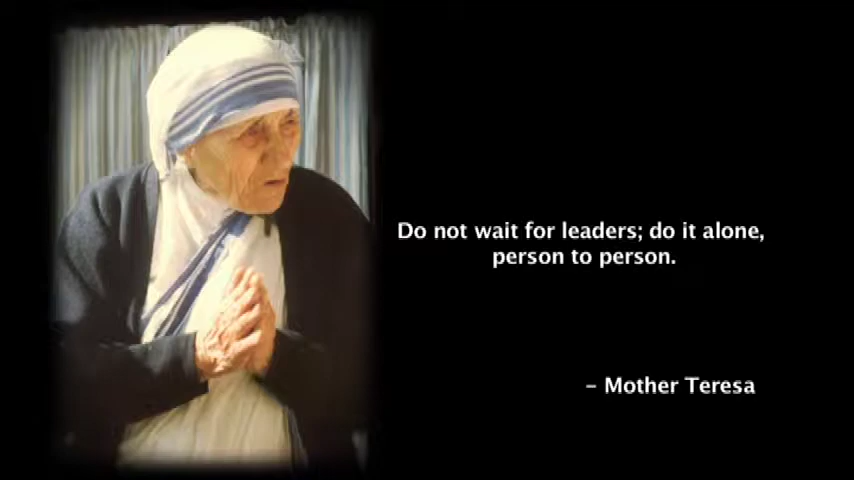 Do not wait for leaders; do it alone,
person to person.
– Mother Teresa